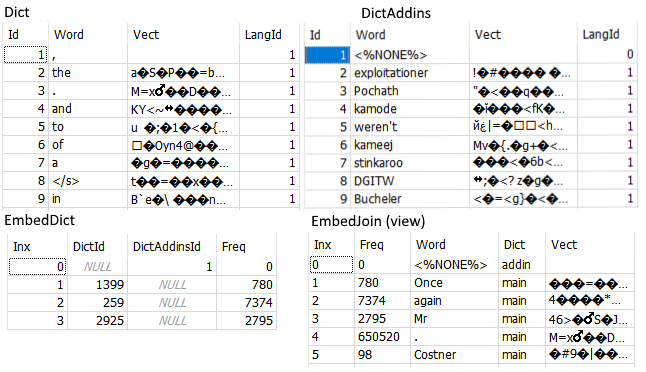 Dict
Id Word Vect LangId
1 , 1
2 the a�S�P��=b�... 1
3 . M=x♂��D��... 1
4 and 1
5 to 1
6 of 1
7 a �g�=����... 1
8 </s> t��=��x��... 1
9 in 1
DictAddins
Id Word Vect LangId
1 <%NONE%> 0
2 exploitationer 1
3 Pochath "�<��q��... 1
4 kamode 1
5 weren't 1
6 kameej Mv�{.�g+�<... 1
7 stinkaroo ���<�6b<... 1
8 DGITW 1
9 Bucheler <�=<g}�<�... 1
EmbedDict
Inx DictId DictAddinsId Freq
0 NULL 1 0
1 1399 NULL 780
2 259 NULL 7374
3 2925 NULL 2795
EmbedJoin (view)
Inx Freq Word Dict Vect
0 0 <%NONE%> addin
1 780 Once main ���=��...
2 7374 again main 4����*...
3 2795 Mr main 46>�♂S�J...
4 650520 . main M=x♂��D...
5 98 Costner main �#9�|��...